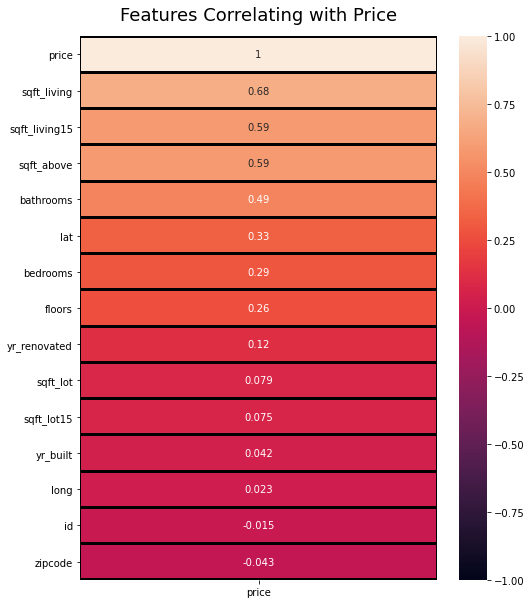 Features Correlating with Price
price 1
sqft_living 0.68
sqft_living15 0.59
sqft_above 0.59
bathrooms 0.49
lat 0.33
bedrooms 0.29
floors 0.26
yr_renovated 0.12
sqft_lot 0.079
sqft_lot15 0.075
yr_built 0.042
long 0.023
id -0.015
zipcode -0.043
price
1.00
0.75
0.50
0.25
0.00
−0.25
−0.50
−0.75
−1.00